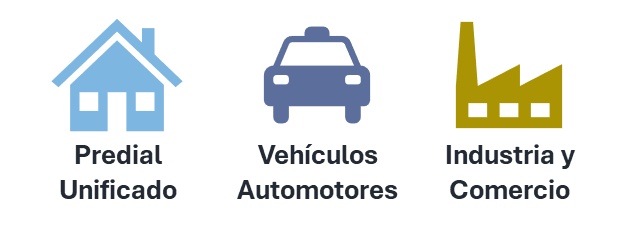 Predial
Unificado
Vehículos
Automotores
Industria y
Comercio